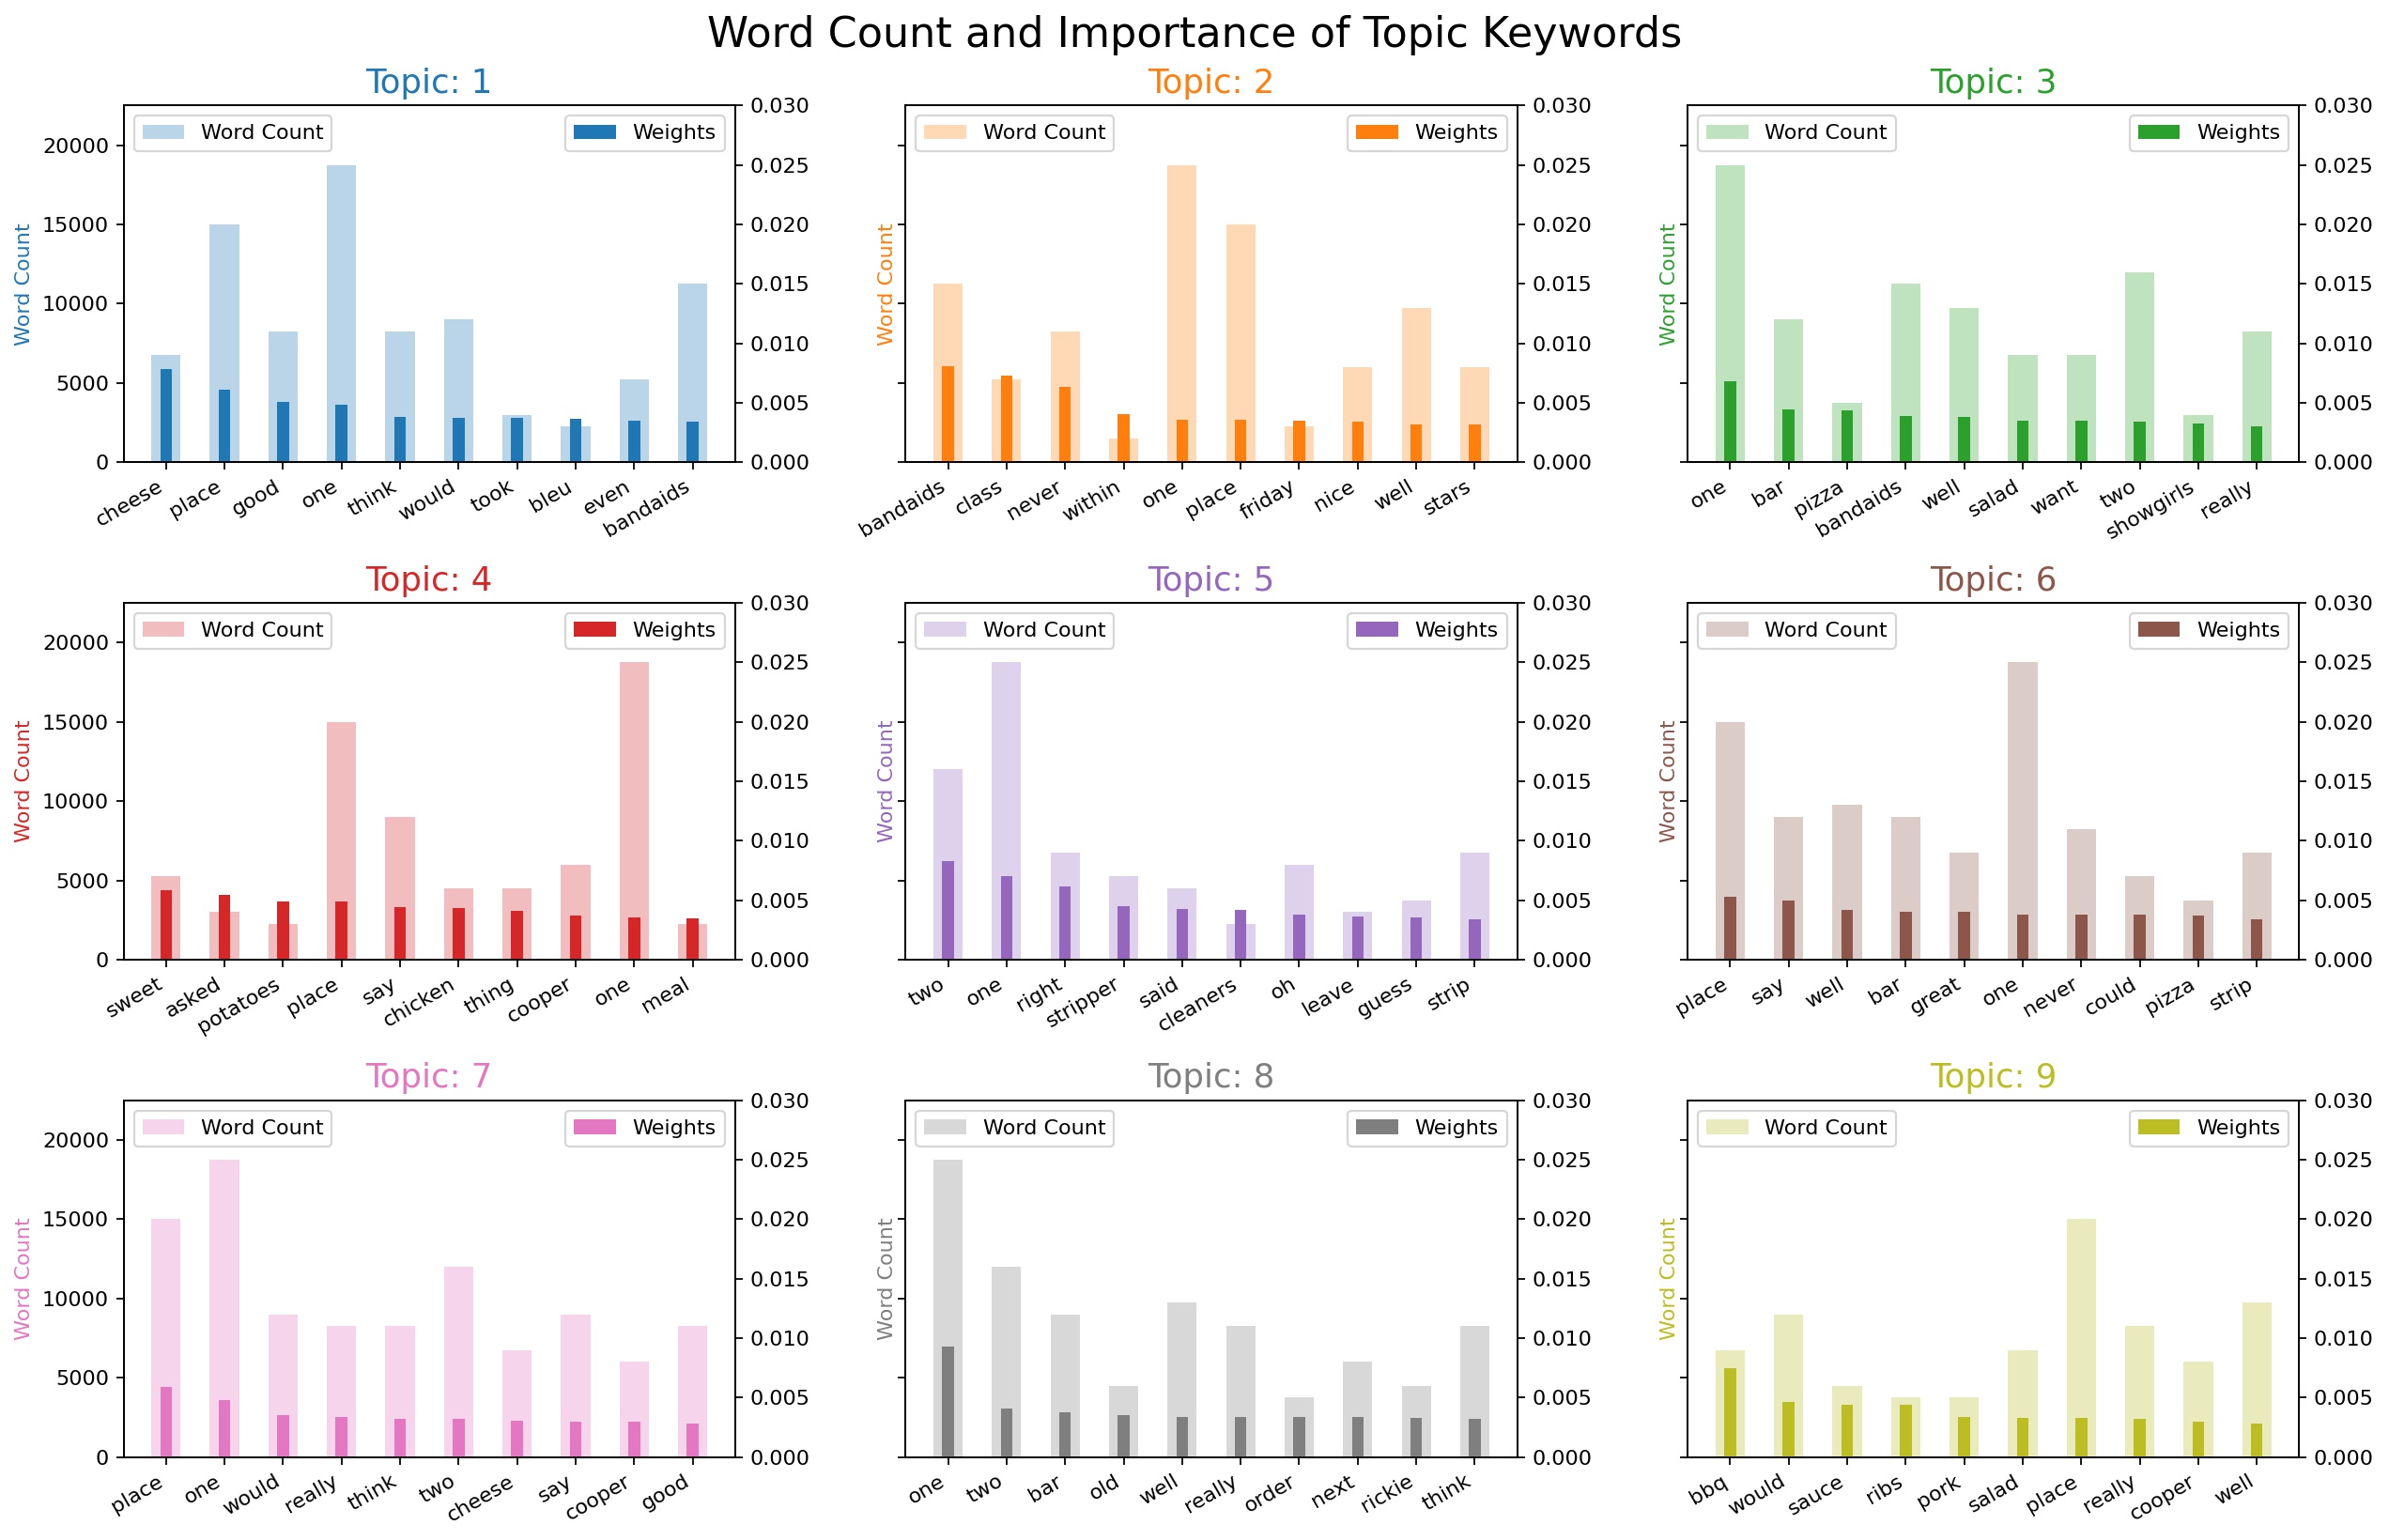 Word Count and Importance of Topic Keywords
Topic: 1
Word Count
Weights
Word Count
20000
15000
10000
5000
0
0.030
0.025
0.020
0.015
0.010
0.005
0.000
cheese place good one think would took bleu even bandaids
Topic: 2
Word Count
Weights
Word Count
0.030
0.025
0.020
0.015
0.010
0.005
0.000
bandaids class never within one place friday nice well stars
Topic: 3
Word Count
Weights
Word Count
0.030
0.025
0.020
0.015
0.010
0.005
0.000
one bar pizza bandaids well salad want two showgirls really
Topic: 4
Word Count
Weights
Word Count
20000
15000
10000
5000
0
0.030
0.025
0.020
0.015
0.010
0.005
0.000
sweet asked potatoes place say chicken thing cooper one meal
Topic: 5
Word Count
Weights
Word Count
0.030
0.025
0.020
0.015
0.010
0.005
0.000
two one right stripper said cleaners oh leave guess strip
Topic: 6
Word Count
Weights
Word Count
0.030
0.025
0.020
0.015
0.010
0.005
0.000
place say well bar great one never could pizza strip
Topic: 7
Word Count
Weights
Word Count
20000
15000
10000
5000
0
0.030
0.025
0.020
0.015
0.010
0.005
0.000
place one would really think two cheese say cooper good
Topic: 8
Word Count
Weights
Word Count
0.030
0.025
0.020
0.015
0.010
0.005
0.000
one two bar old well really order next rickie think
Topic: 9
Word Count
Weights
Word Count
0.030
0.025
0.020
0.015
0.010
0.005
0.000
bbq would sauce ribs pork salad place really cooper well